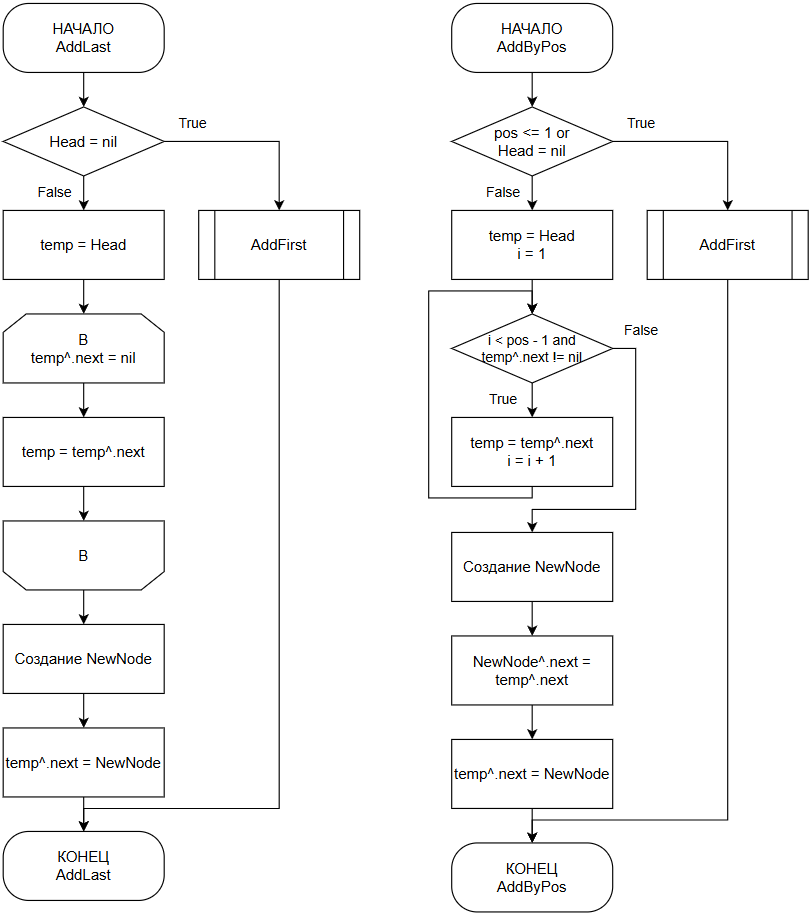 НАЧАЛО
AddLast
Head = nil
True
False
temp = Head
AddFirst
B
temp^.next = nil
temp = temp^.next
B
Создание NewNode
temp^.next = NewNode
КОНЕЦ
AddLast
НАЧАЛО
AddByPos
pos <= 1 or
Head = nil
True
False
temp = Head
i = 1
AddFirst
i < pos - 1 and
temp^.next != nil
False
True
temp = temp^.next
i = i + 1
Создание NewNode
NewNode^.next =
temp^.next
temp^.next = NewNode
КОНЕЦ
AddByPos